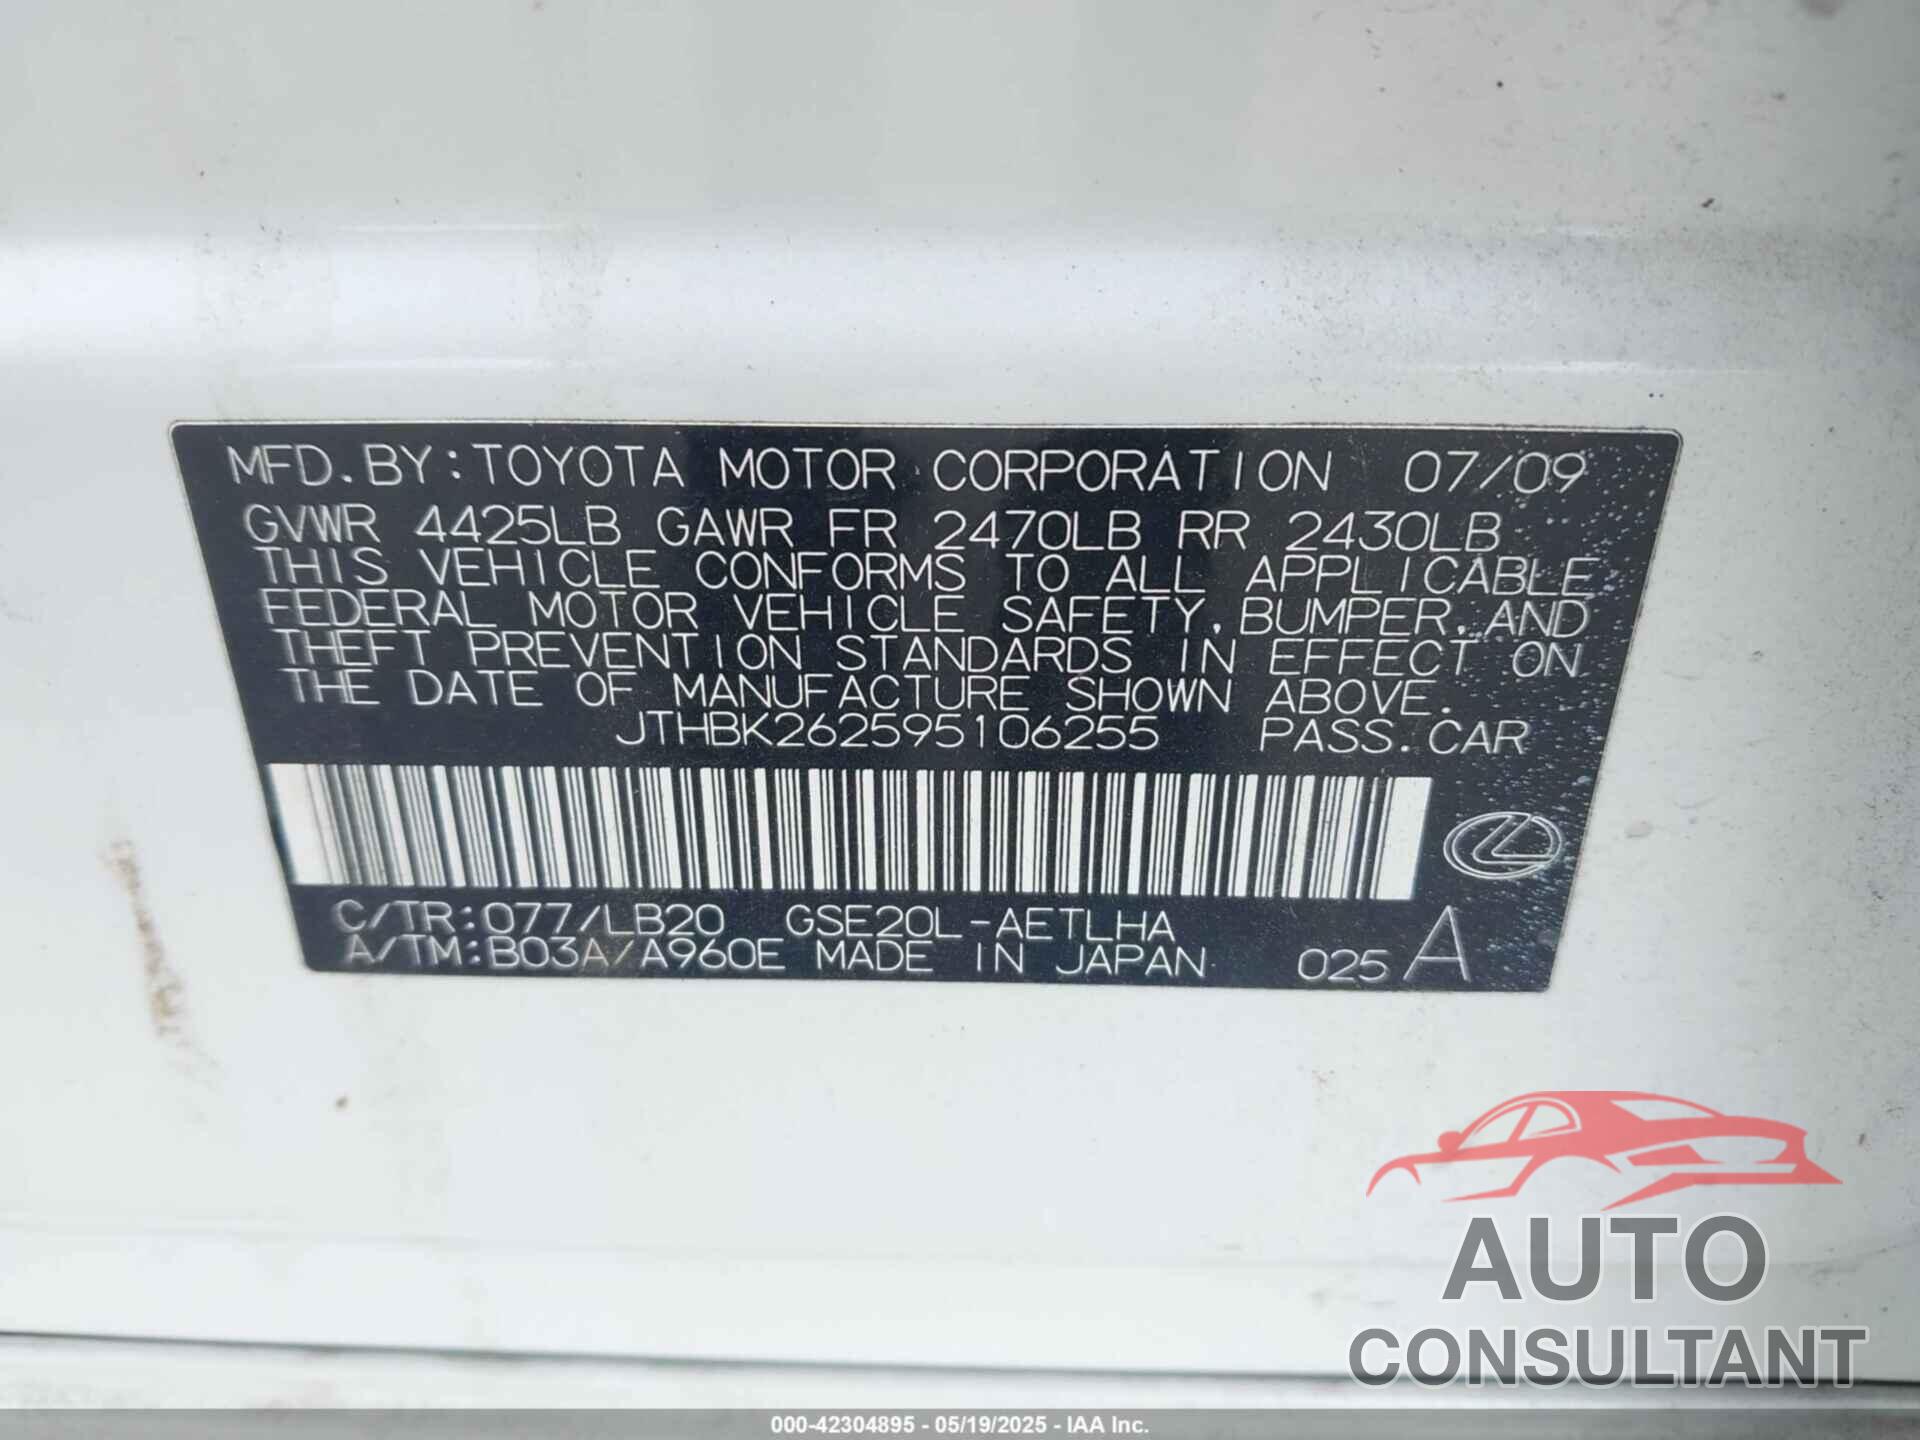 MFD.BY:TOYOTA MOTOR CORPORATION 07/09
GVWR 4425LB GAWR FR 2470LB RR 2430LB
THIS VEHICLE CONFORMS TO ALL APPLICABLE
FEDERAL MOTOR VEHICLE SAFETY, BUMPER, AND
THEFT PREVENTION STANDARDS IN EFFECT ON
THE DATE OF MANUFACTURE SHOWN ABOVE.
JTHBK262595106255 PASS.CAR
C/TR:077/LB20 GSE20L-AETLHA
A/TM:B03A/A960E MADE IN JAPAN 025 A
AUTO
CONSULTANT
000-42304895 - 05/19/2025 - IAA Inc.